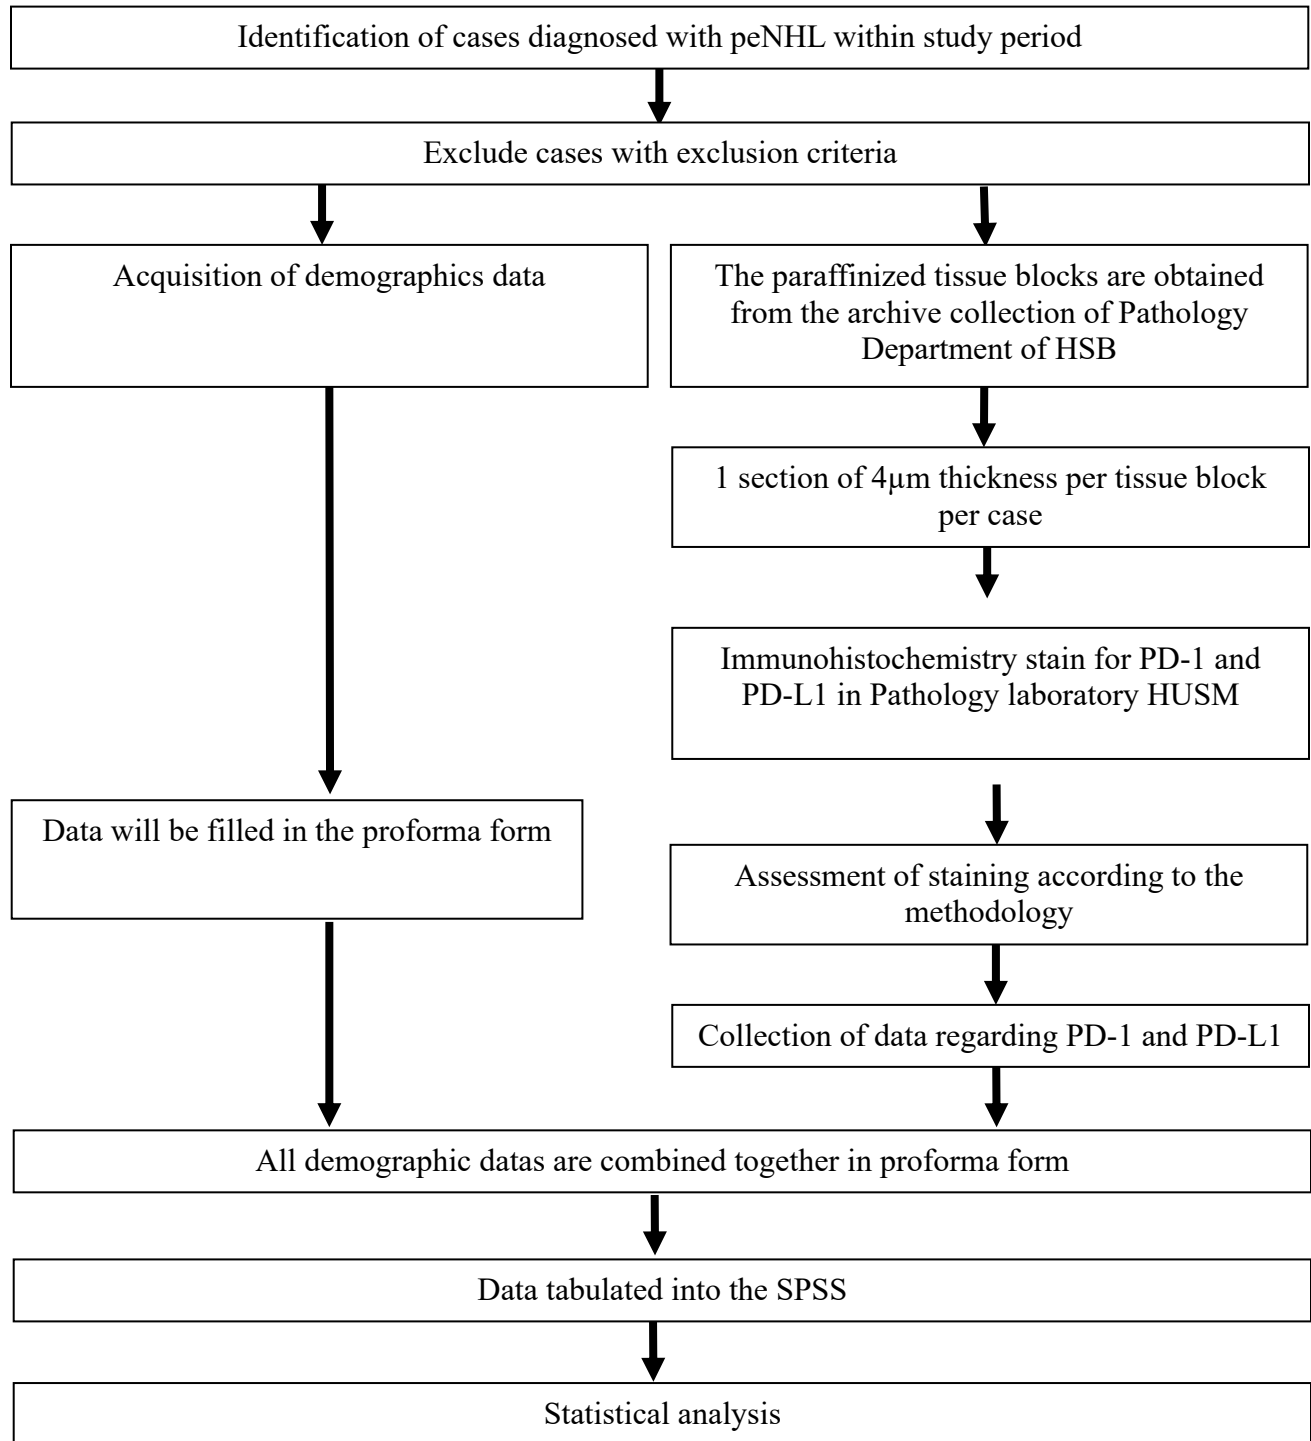 Identification of cases diagnosed with peNHL within study period
Exclude cases with exclusion criteria
Acquisition of demographics data
The paraffinized tissue blocks are obtained
from the archive collection of Pathology
Department of HSB
1 section of 4µm thickness per tissue block
per case
Immunohistochemistry stain for PD-1 and
PD-L1 in Pathology laboratory HUSM
Data will be filled in the proforma form
Assessment of staining according to the
methodology
Collection of data regarding PD-1 and PD-L1
All demographic datas are combined together in proforma form
Data tabulated into the SPSS
Statistical analysis